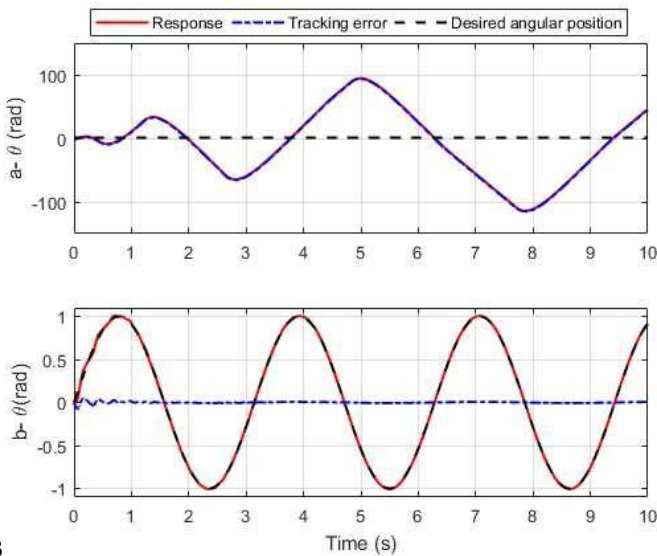 Response Tracking error Desired angular position
100
0
-100
a- θ (rad)
0 1 2 3 4 5 6 7 8 9 10
1
0.5
0
-0.5
-1
b- θ(rad)
0 1 2 3 4 5 6 7 8 9 10
Time (s)